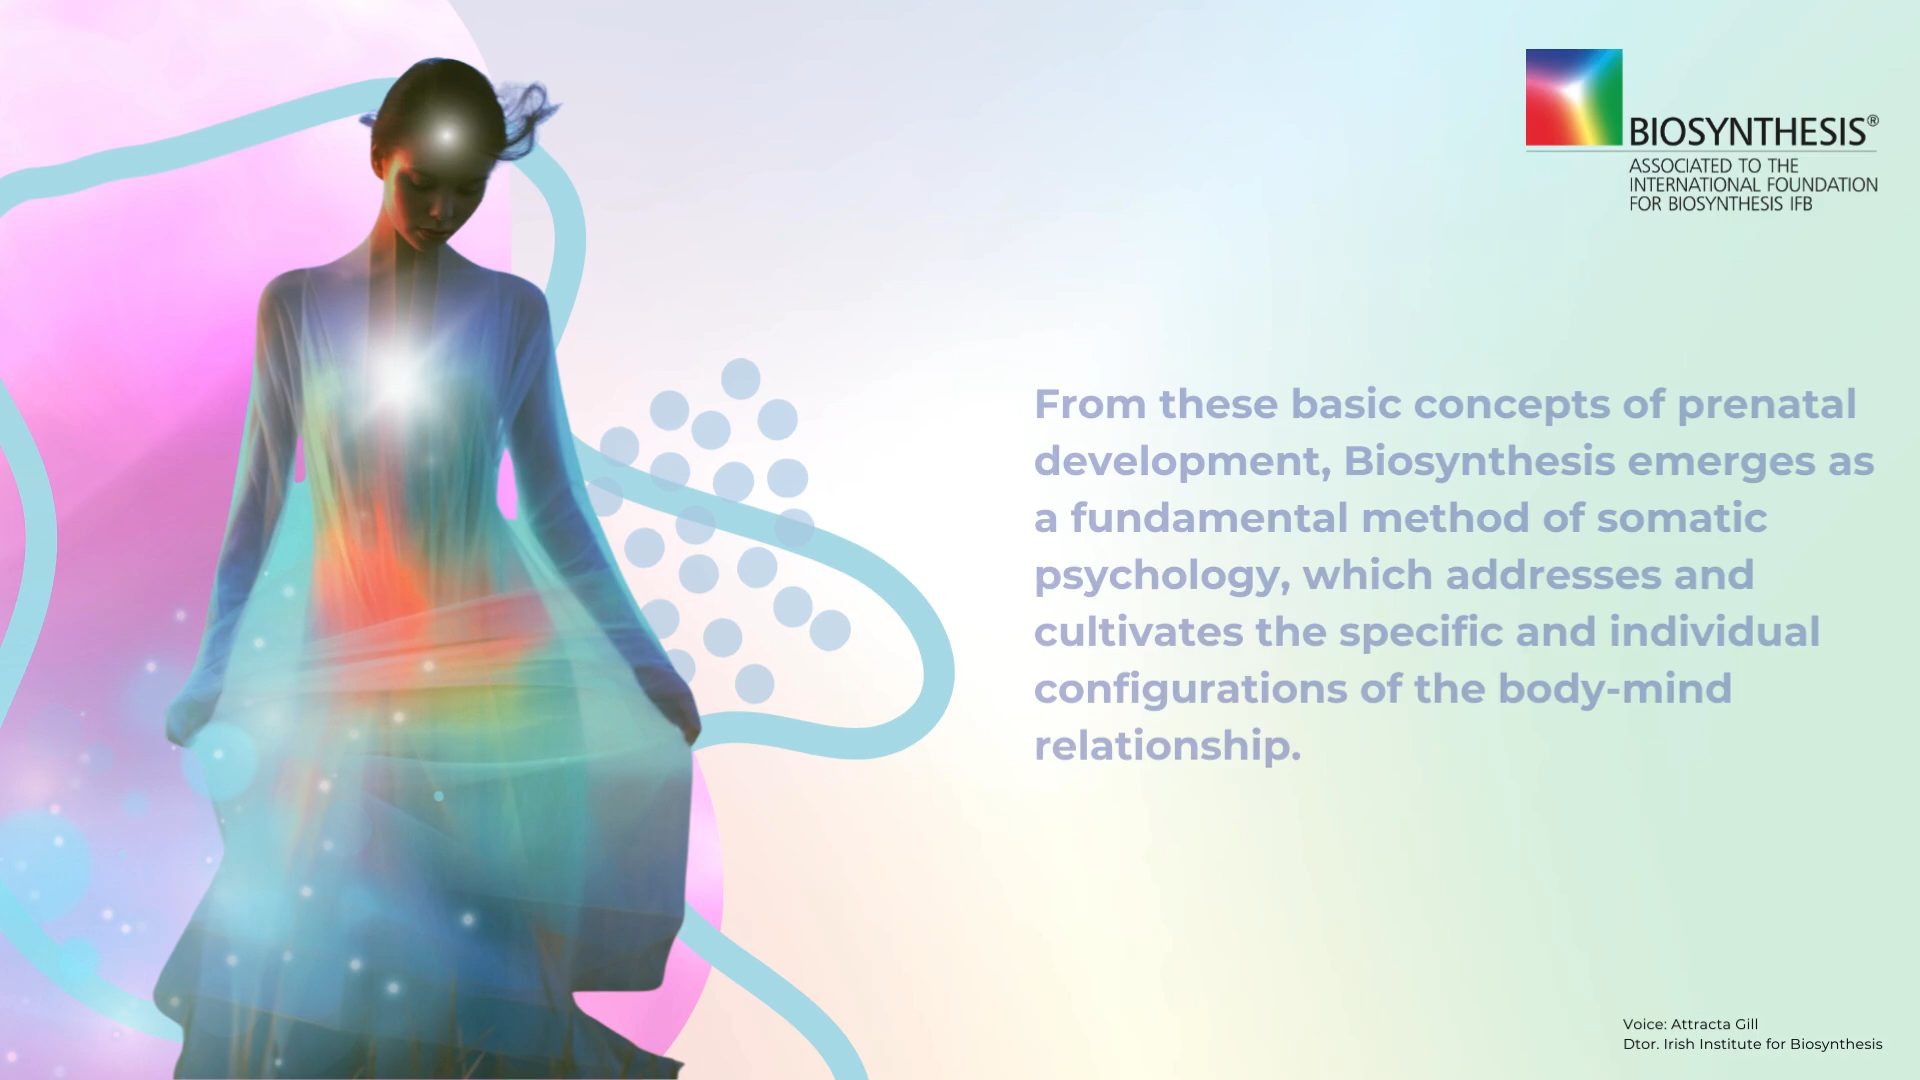 BIOSYNTHESIS®
ASSOCIATED TO THE
INTERNATIONAL FOUNDATION
FOR BIOSYNTHESIS IFB
From these basic concepts of prenatal
development, Biosynthesis emerges as
a fundamental method of somatic
psychology, which addresses and
cultivates the specific and individual
configurations of the body-mind
relationship.
Voice: Attracta Gill
Dtor. Irish Institute for Biosynthesis